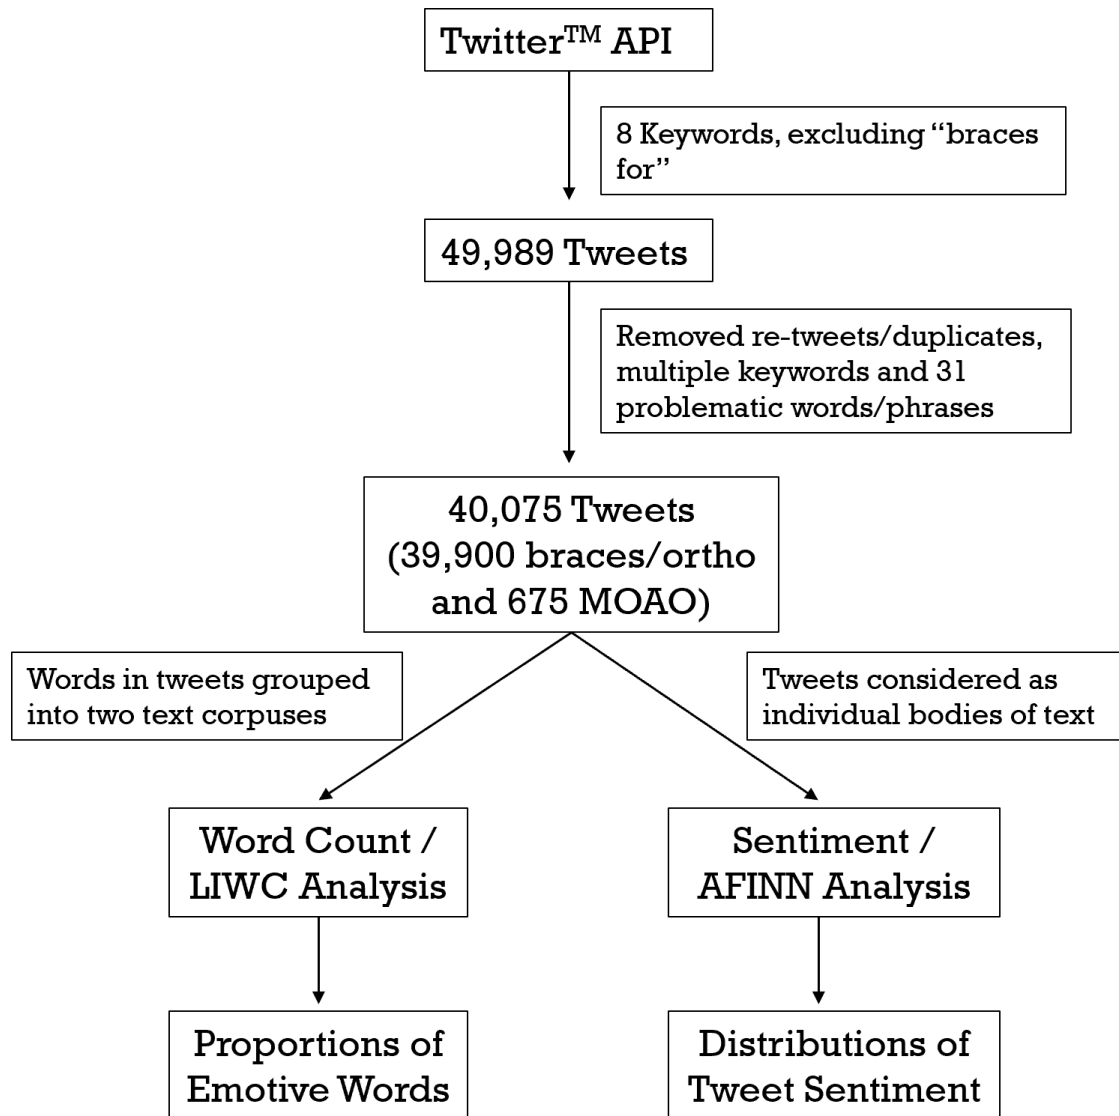 Twitter™ API
8 Keywords, excluding “braces
for”
49,989 Tweets
Removed re-tweets/duplicates,
multiple keywords and 31
problematic words/phrases
40,075 Tweets
(39,900 braces/ortho
and 675 MOAO)
Words in tweets grouped
into two text corpuses
Tweets considered as
individual bodies of text
Word Count /
LIWC Analysis
Sentiment /
AFINN Analysis
Proportions of
Emotive Words
Distributions of
Tweet Sentiment